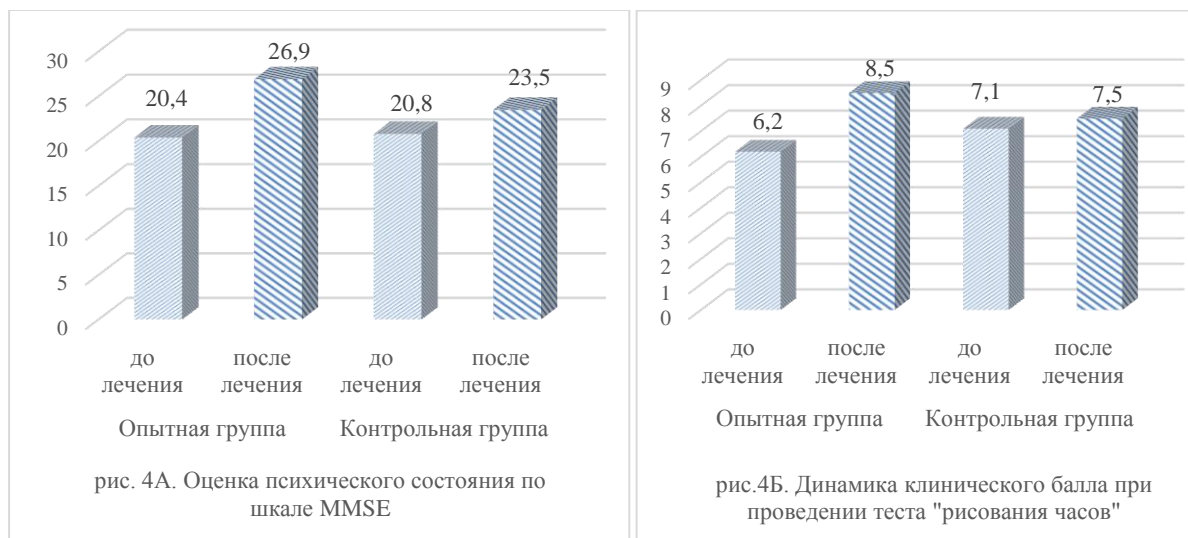 30
25
20
15
10
5
0
20,4
26,9
20,8
23,5
до лечения
после лечения
до лечения
после лечения
Опытная группа
Контрольная группа
рис. 4А. Оценка психического состояния по
шкале MMSE
9
8
7
6
5
4
3
2
1
0
6,2
8,5
7,1
7,5
до лечения
после лечения
до лечения
после лечения
Опытная группа
Контрольная группа
рис.4Б. Динамика клинического балла при
проведении теста "рисования часов"